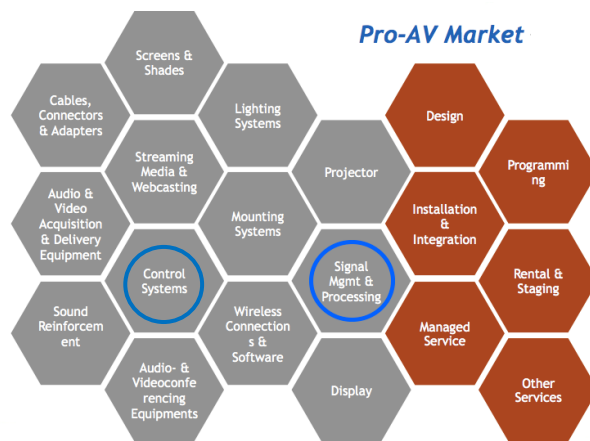 Pro-AV Market
Screens &
Shades
Cables,
Connectors
& Adapters
Lighting
Systems
Design
Streaming
Media &
Webcasting
Projector
Programmi
ng
Audio &
Video
Acquisition
& Delivery
Equipment
Mounting
Systems
Installation
&
Integration
Control
Systems
Signal
Mgmt &
Processing
Rental &
Staging
Sound
Reinforcem
ent
Wireless
Connection
s &
Software
Managed
Service
Audio- &
Videoconfe
rencing
Equipments
Display
Other
Services